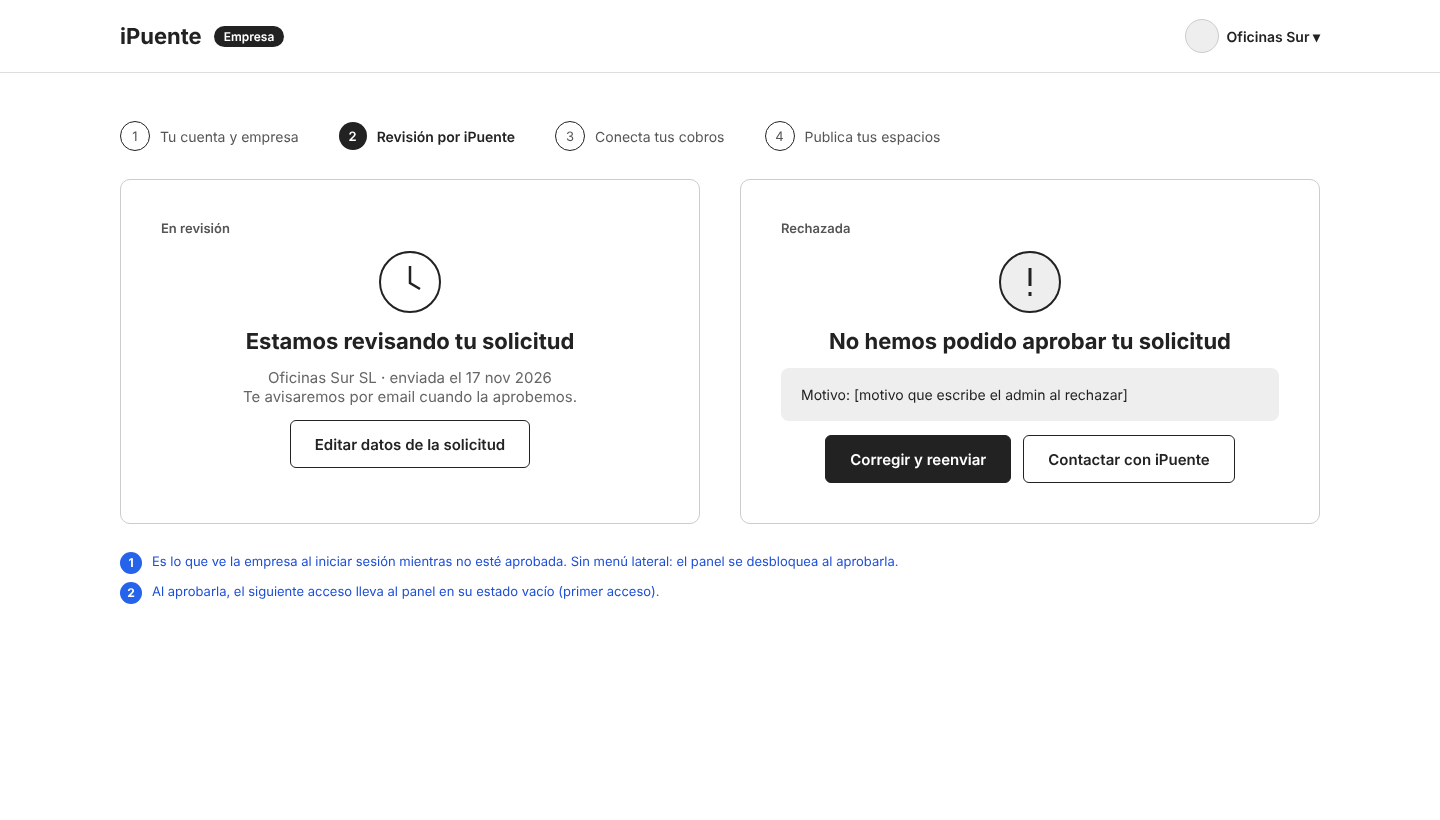 iPuente Empresa
Oficinas Sur ▾
1 Tu cuenta y empresa
2 Revisión por iPuente
3 Conecta tus cobros
4 Publica tus espacios
En revisión
Estamos revisando tu solicitud
Oficinas Sur SL · enviada el 17 nov 2026
Te avisaremos por email cuando la aprobemos.
Editar datos de la solicitud
Rechazada
!
No hemos podido aprobar tu solicitud
Motivo: [motivo que escribe el admin al rechazar]
Corregir y reenviar
Contactar con iPuente
1 Es lo que ve la empresa al iniciar sesión mientras no esté aprobada. Sin menú lateral: el panel se desbloquea al aprobarla.
2 Al aprobarla, el siguiente acceso lleva al panel en su estado vacío (primer acceso).